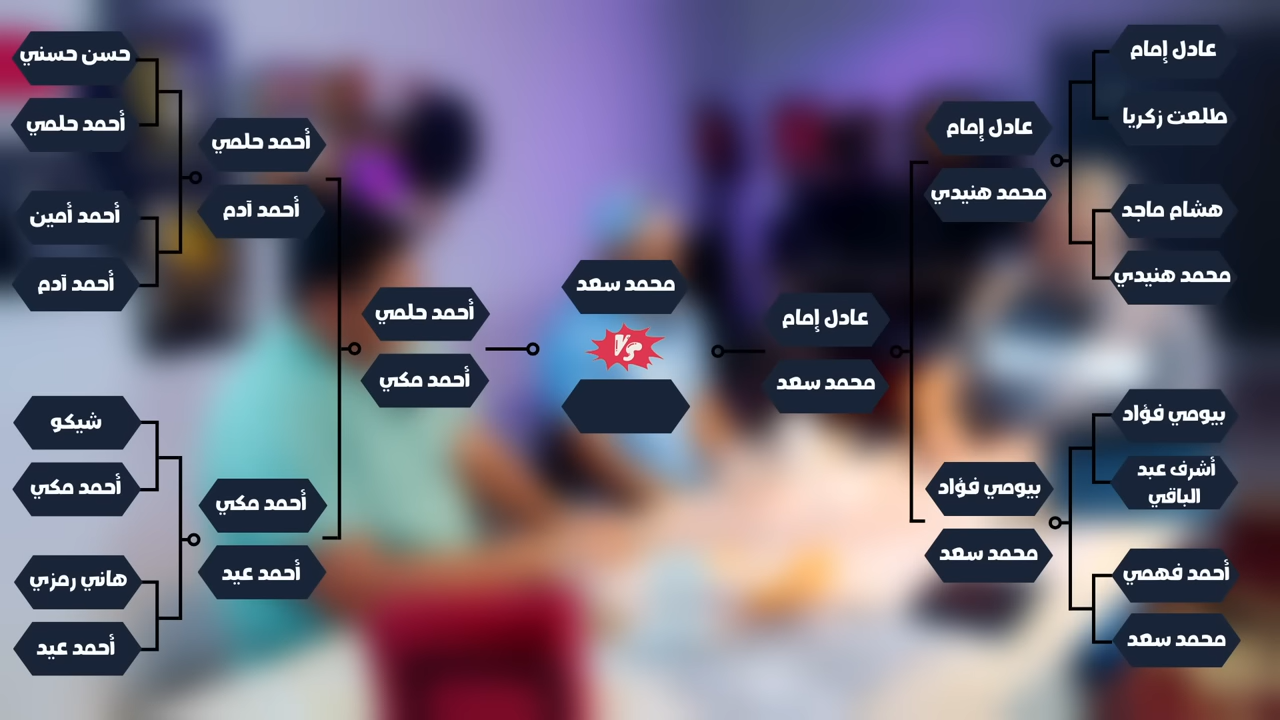 حسن حسني
أحمد حلمي
أحمد أمين
أحمد آدم
شيكو
أحمد مكي
هاني رمزي
أحمد عيد
أحمد حلمي
أحمد آدم
أحمد مكي
أحمد عيد
أحمد حلمي
أحمد مكي
محمد سعد
VS
عادل إمام
محمد سعد
عادل إمام
محمد هنيدي
بيومي فؤاد
محمد سعد
عادل إمام
طلعت زكريا
هشام ماجد
محمد هنيدي
بيومي فؤاد
أشرف عبد
الباقي
أحمد فهمي
محمد سعد